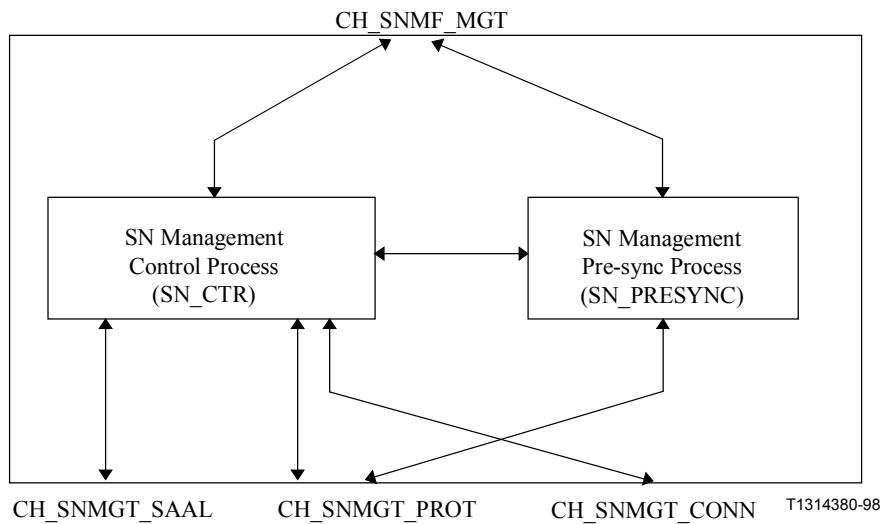 CH_SNMF_MGT
SN Management
Control Process
(SN_CTR)
SN Management
Pre-sync Process
(SN_PRESYNC)
CH_SNMGT_SAAL
CH_SNMGT_PROT
CH_SNMGT_CONN
T1314380-98